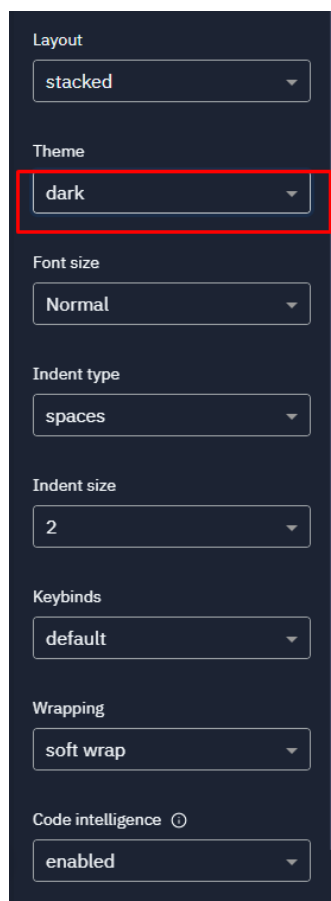 Layout
stacked
Theme
dark
Font size
Normal
Indent type
spaces
Indent size
2
Keybinds
default
Wrapping
soft wrap
Code intelligence
enabled